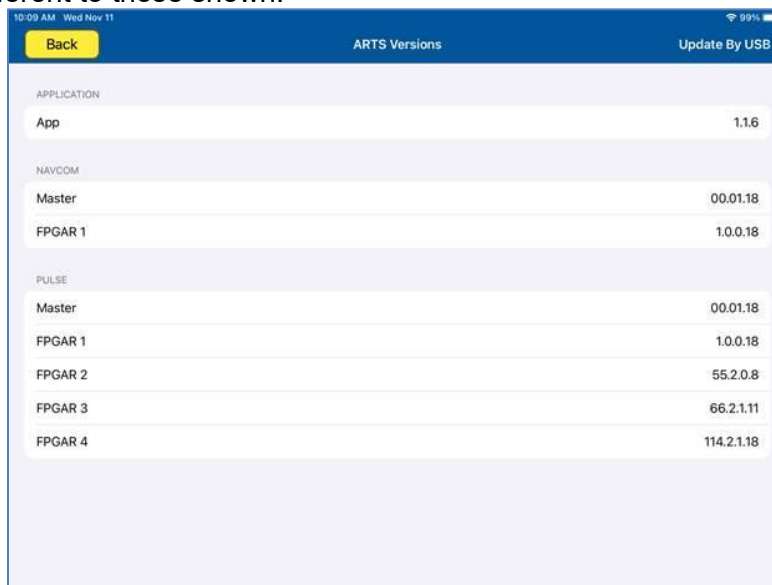 10:09 AM Wed Nov 11 99%
Back ARTS Versions Update By USB
APPLICATION
App 1.1.6
NAVCOM
Master 00.01.18
FPGAR 1 1.0.0.18
PULSE
Master 00.01.18
FPGAR 1 1.0.0.18
FPGAR 2 55.2.0.8
FPGAR 3 66.2.1.11
FPGAR 4 114.2.1.18